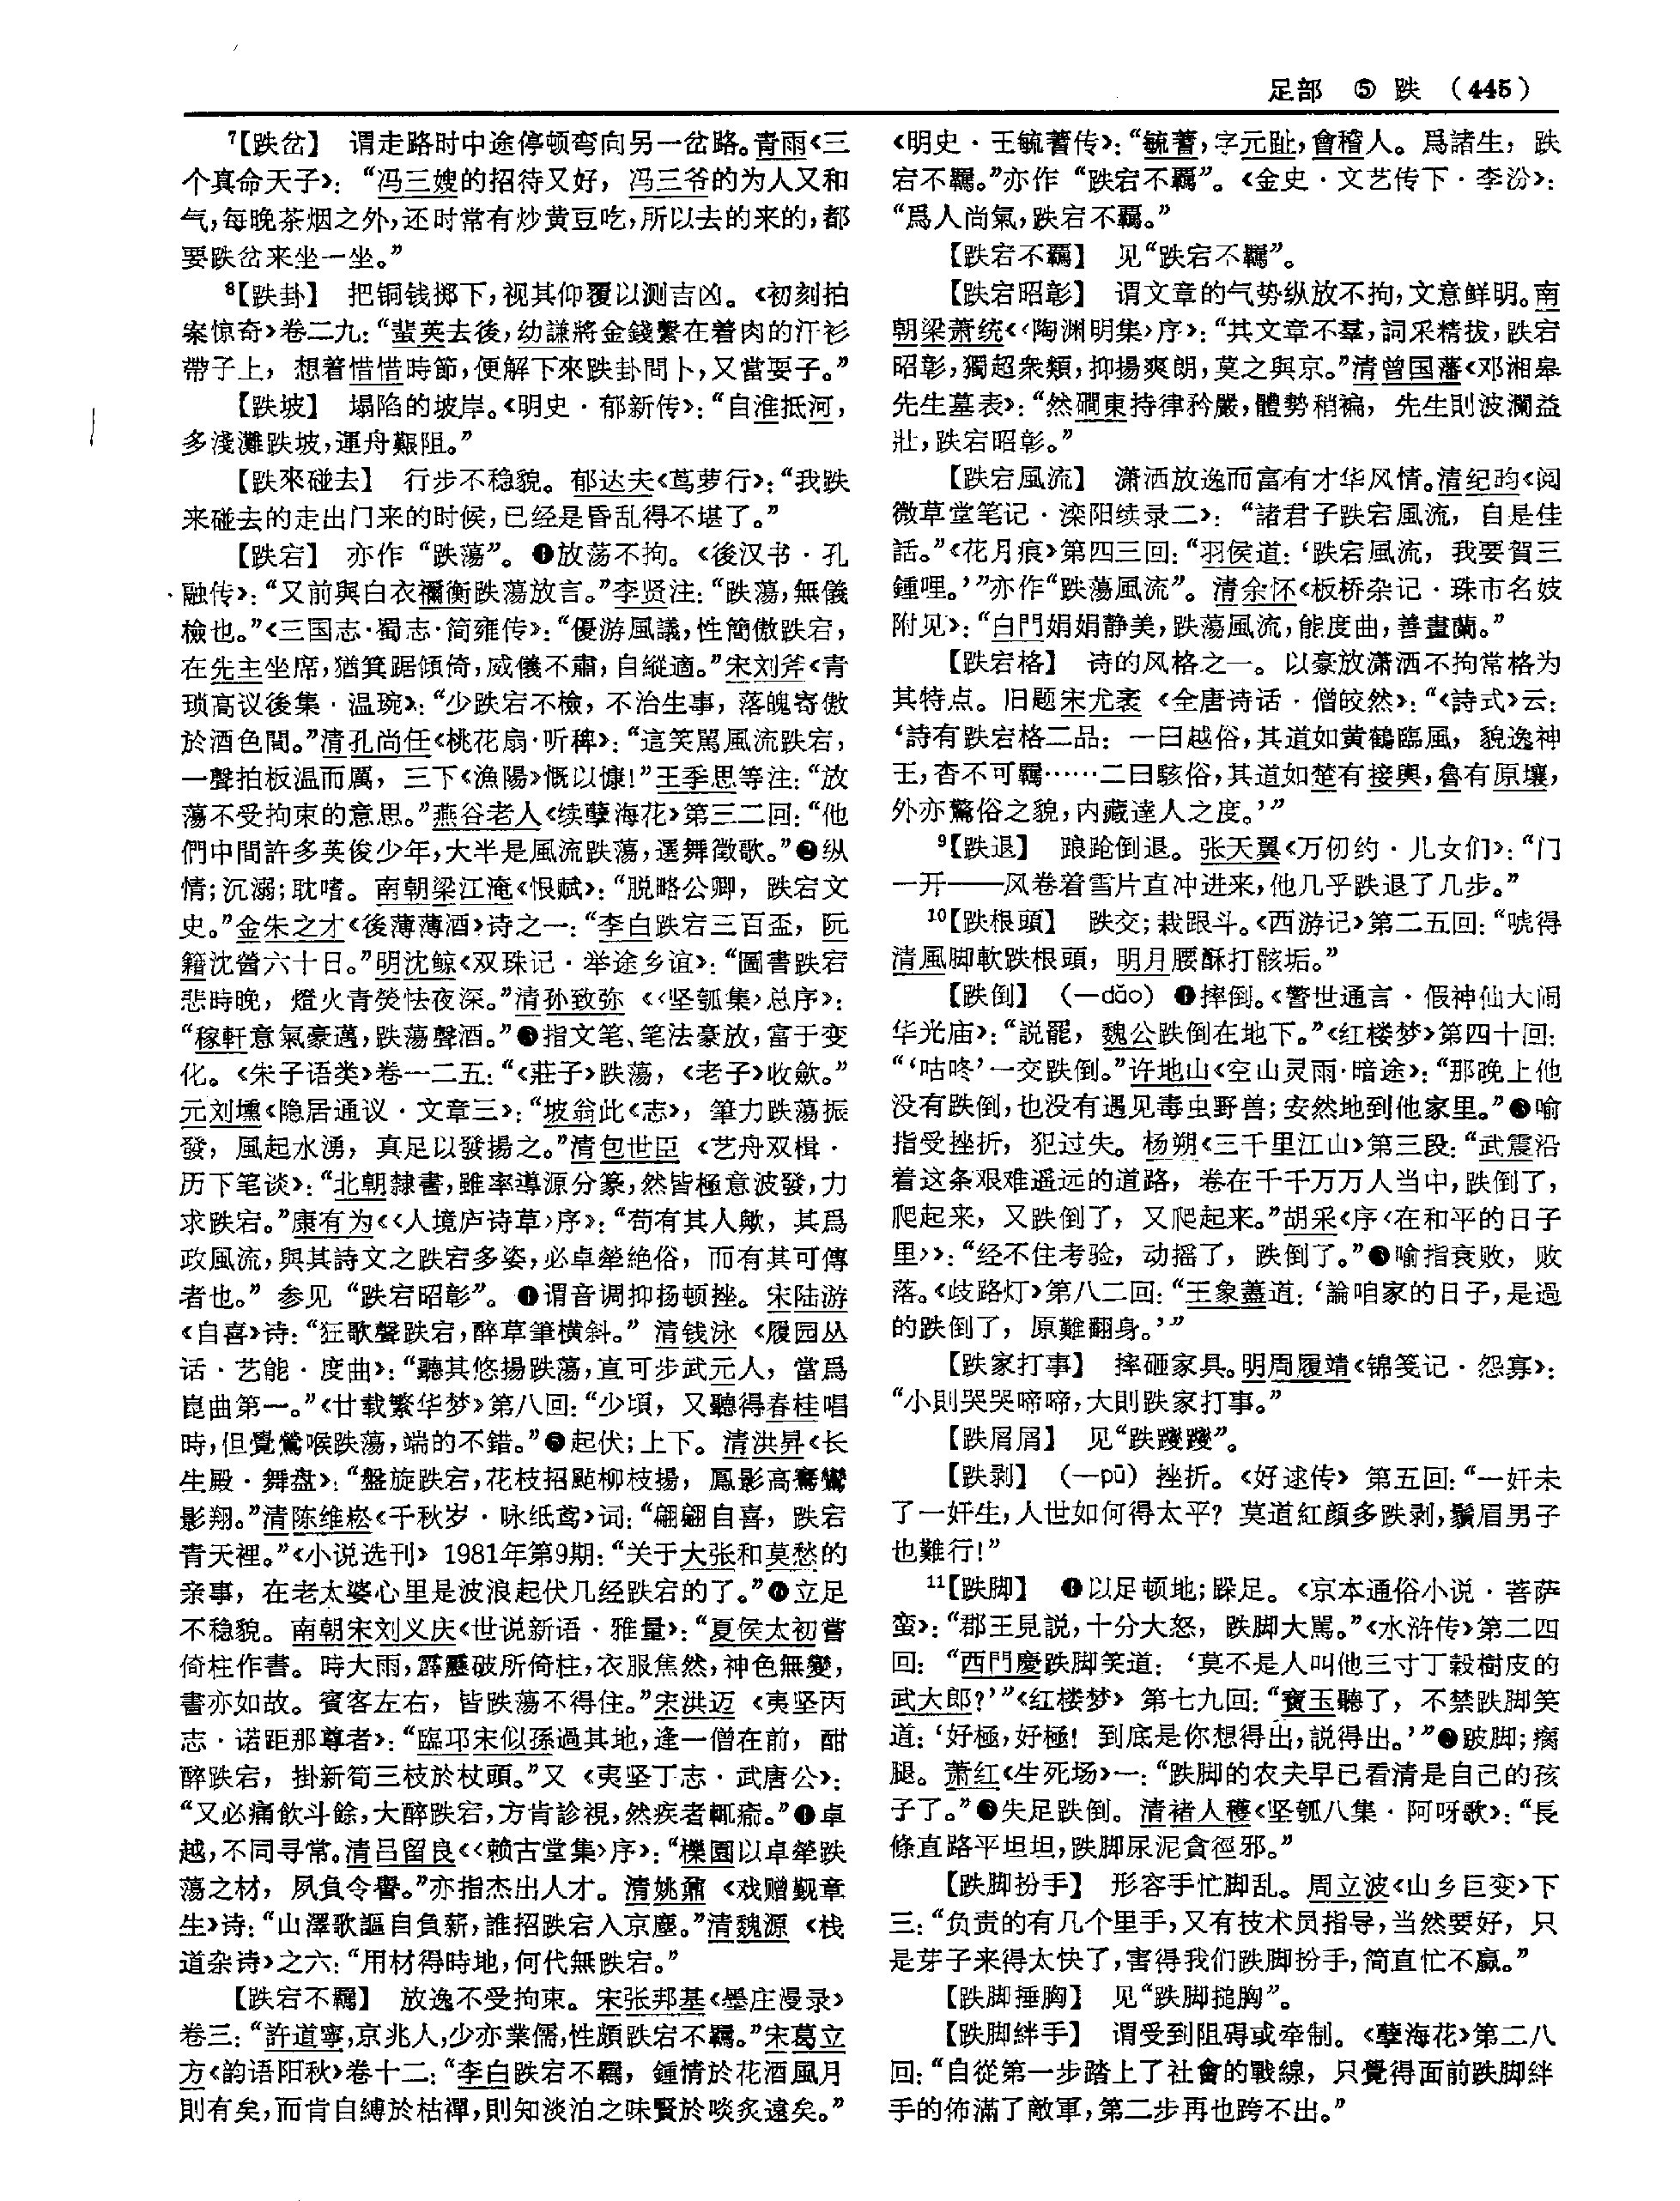 足部 ⑤ 跌 (445)
⁷【跌岔】 谓走路时中途停顿弯向另一岔路。青雨《三
个真命天子》：“冯三嫂的招待又好，冯三爷的为人又和
气，每晚茶烟之外，还时常有炒黄豆吃，所以去的来的，都
要跌岔来坐一坐。”
⁸【跌卦】 把铜钱掷下，视其仰覆以测吉凶。《初刻拍
案惊奇》卷二九：“蜚英去後，幼謙將金錢繫在着肉的汗衫
帶子上，想着惜惜時節，便解下來跌卦問卜，又當耍子。”
【跌坡】 塌陷的坡岸。《明史·郁新传》：“自淮抵河，
多淺灘跌坡，運舟艱阻。”
【跌來碰去】 行步不稳貌。郁达夫《茑萝行》：“我跌
来碰去的走出门来的时候，已经是昏乱得不堪了。”
【跌宕】 亦作“跌蕩”。❶放荡不拘。《後汉书·孔
融传》：“又前與白衣禰衡跌蕩放言。”李贤注：“跌蕩，無儀
檢也。”《三国志·蜀志·简雍传》：“優游風議，性簡傲跌宕，
在先主坐席，猶箕踞傾倚，威儀不肅，自縱適。”宋刘斧《青
琐高议後集·温琬》：“少跌宕不檢，不治生事，落魄寄傲
於酒色間。”清孔尚任《桃花扇·听稗》：“這笑駡風流跌宕，
一聲拍板温而厲，三下《漁陽》慨以慷！”王季思等注：“放
蕩不受拘束的意思。”燕谷老人《续孽海花》第三二回：“他
們中間許多英俊少年，大半是風流跌蕩，選舞徵歌。”❷纵
情；沉溺；耽嗜。南朝梁江淹《恨赋》：“脱略公卿，跌宕文
史。”金朱之才《後薄薄酒》诗之一：“李白跌宕三百盃，阮
籍沈營六十日。”明沈鲸《双珠记·举途乡谊》：“圖書跌宕
悲時晚，燈火青熒怯夜深。”清孙致弥《〈坚瓠集〉总序》：
“稼軒意氣豪邁，跌蕩聲酒。”❸指文笔、笔法豪放，富于变
化。《朱子语类》卷一二五：“《莊子》跌蕩，《老子》收斂。”
元刘壎《隐居通议·文章三》：“坡翁此《志》，筆力跌蕩振
發，風起水湧，真足以發揚之。”清包世臣《艺舟双楫·
历下笔谈》：“北朝隸書，雖率導源分篆，然皆極意波發，力
求跌宕。”康有为《〈人境庐诗草〉序》：“苟有其人歟，其爲
政風流，與其詩文之跌宕多姿，必卓犖绝俗，而有其可傳
者也。”参见“跌宕昭彰”。❹谓音调抑扬顿挫。宋陆游
《自喜》诗：“狂歌聲跌宕，醉草筆横斜。”清钱泳《履园丛
话·艺能·度曲》：“聽其悠揚跌蕩，直可步武元人，當爲
崑曲第一。”《廿载繁华梦》第八回：“少頃，又聽得春桂唱
時，但覺鶯喉跌蕩，端的不錯。”❺起伏；上下。清洪昇《长
生殿·舞盘》：“盤旋跌宕，花枝招颭柳枝揚，鳳影高騫鸞
影翔。”清陈维崧《千秋岁·咏纸鸢》词：“翩翩自喜，跌宕
青天裡。”《小说选刊》1981年第9期：“关于大张和莫愁的
亲事，在老太婆心里是波浪起伏几经跌宕的了。”❻立足
不稳貌。南朝宋刘义庆《世说新语·雅量》：“夏侯太初嘗
倚柱作書。時大雨，霹靂破所倚柱，衣服焦然，神色無變，
書亦如故。賓客左右，皆跌蕩不得住。”宋洪迈《夷坚丙
志·诺距那尊者》：“臨邛宋似孫過其地，逢一僧在前，酣
醉跌宕，掛新筍三枝於杖頭。”又《夷坚丁志·武唐公》：
“又必痛飲斗餘，大醉跌宕，方肯診視，然疾者輒癒。”❼卓
越，不同寻常。清吕留良《〈赖古堂集〉序》：“櫟園以卓犖跌
蕩之材，夙負令譽。”亦指杰出人才。清姚鼐《戏赠觐章
生》诗：“山澤歌謳自負薪，誰招跌宕入京塵。”清魏源《栈
道杂诗》之六：“用材得時地，何代無跌宕。”
【跌宕不羈】 放逸不受拘束。宋张邦基《墨庄漫录》
卷三：“許道寧，京兆人，少亦業儒，性頗跌宕不羈。”宋葛立
方《韵语阳秋》卷十二：“李白跌宕不羈，鍾情於花酒風月
則有矣，而肯自縛於枯禪，則知淡泊之味賢於啖炙遠矣。”
《明史·王毓蓍传》：“毓蓍，字元趾，會稽人。爲諸生，跌
宕不羈。”亦作“跌宕不覊”。《金史·文艺传下·李汾》：
“爲人尚氣，跌宕不覊。”
【跌宕不覊】 见“跌宕不羈”。
【跌宕昭彰】 谓文章的气势纵放不拘，文意鲜明。南
朝梁萧统《〈陶渊明集〉序》：“其文章不羣，詞采精拔，跌宕
昭彰，獨超衆類，抑揚爽朗，莫之與京。”清曾国藩《邓湘皋
先生墓表》：“然磵東持律矜嚴，體勢稍褊，先生則波瀾益
壯，跌宕昭彰。”
【跌宕風流】 潇洒放逸而富有才华风情。清纪昀《阅
微草堂笔记·滦阳续录二》：“諸君子跌宕風流，自是佳
話。”《花月痕》第四三回：“羽侯道：‘跌宕風流，我要賀三
鍾哩。’”亦作“跌蕩風流”。清余怀《板桥杂记·珠市名妓
附见》：“白門娟娟静美，跌蕩風流，能度曲，善畫蘭。”
【跌宕格】 诗的风格之一。以豪放潇洒不拘常格为
其特点。旧题宋尤袤《全唐诗话·僧皎然》：“《詩式》云：
‘詩有跌宕格二品：一曰越俗，其道如黄鶴臨風，貌逸神
王，杳不可羈……二曰駭俗，其道如楚有接輿，魯有原壤，
外亦驚俗之貌，内藏達人之度。’”
⁹【跌退】 踉跄倒退。张天翼《万仞约·儿女们》：“门
一开——风卷着雪片直冲进来，他几乎跌退了几步。”
¹⁰【跌根頭】 跌交；栽跟斗。《西游记》第二五回：“唬得
清風脚軟跌根頭，明月腰酥打骸垢。”
【跌倒】 （—dǎo）❶摔倒。《警世通言·假神仙大闹
华光庙》：“説罷，魏公跌倒在地下。”《红楼梦》第四十回：
“‘咕咚’一交跌倒。”许地山《空山灵雨·暗途》：“那晚上他
没有跌倒，也没有遇见毒虫野兽；安然地到他家里。”❷喻
指受挫折，犯过失。杨朔《三千里江山》第三段：“武震沿
着这条艰难遥远的道路，卷在千千万万人当中，跌倒了，
爬起来，又跌倒了，又爬起来。”胡采《序〈在和平的日子
里〉》：“经不住考验，动摇了，跌倒了。”❸喻指衰败，败
落。《歧路灯》第八二回：“王象藎道：‘論咱家的日子，是過
的跌倒了，原難翻身。’”
【跌家打事】 摔砸家具。明周履靖《锦笺记·怨寡》：
“小則哭哭啼啼，大則跌家打事。”
【跌屑屑】 见“跌躞躞”。
【跌剥】 （—pū）挫折。《好逑传》第五回：“一奸未
了一奸生，人世如何得太平？莫道紅顔多跌剥，鬚眉男子
也難行！”
¹¹【跌脚】 ❶以足顿地；跺足。《京本通俗小说·菩萨
蛮》：“郡王見説，十分大怒，跌脚大駡。”《水浒传》第二四
回：“西門慶跌脚笑道：‘莫不是人叫他三寸丁穀樹皮的
武大郎？’”《红楼梦》第七九回：“寶玉聽了，不禁跌脚笑
道：‘好極，好極！到底是你想得出，説得出。’”❷跛脚；瘸
腿。萧红《生死场》一：“跌脚的农夫早已看清是自己的孩
子了。”❸失足跌倒。清褚人穫《坚瓠八集·阿呀歌》：“長
條直路平坦坦，跌脚尿泥貪徑邪。”
【跌脚扮手】 形容手忙脚乱。周立波《山乡巨变》下
三：“负责的有几个里手，又有技术员指导，当然要好，只
是芽子来得太快了，害得我们跌脚扮手，简直忙不赢。”
【跌脚捶胸】 见“跌脚搥胸”。
【跌脚絆手】 谓受到阻碍或牵制。《孽海花》第二八
回：“自從第一步踏上了社會的戰線，只覺得面前跌脚絆
手的佈滿了敵軍，第二步再也跨不出。”